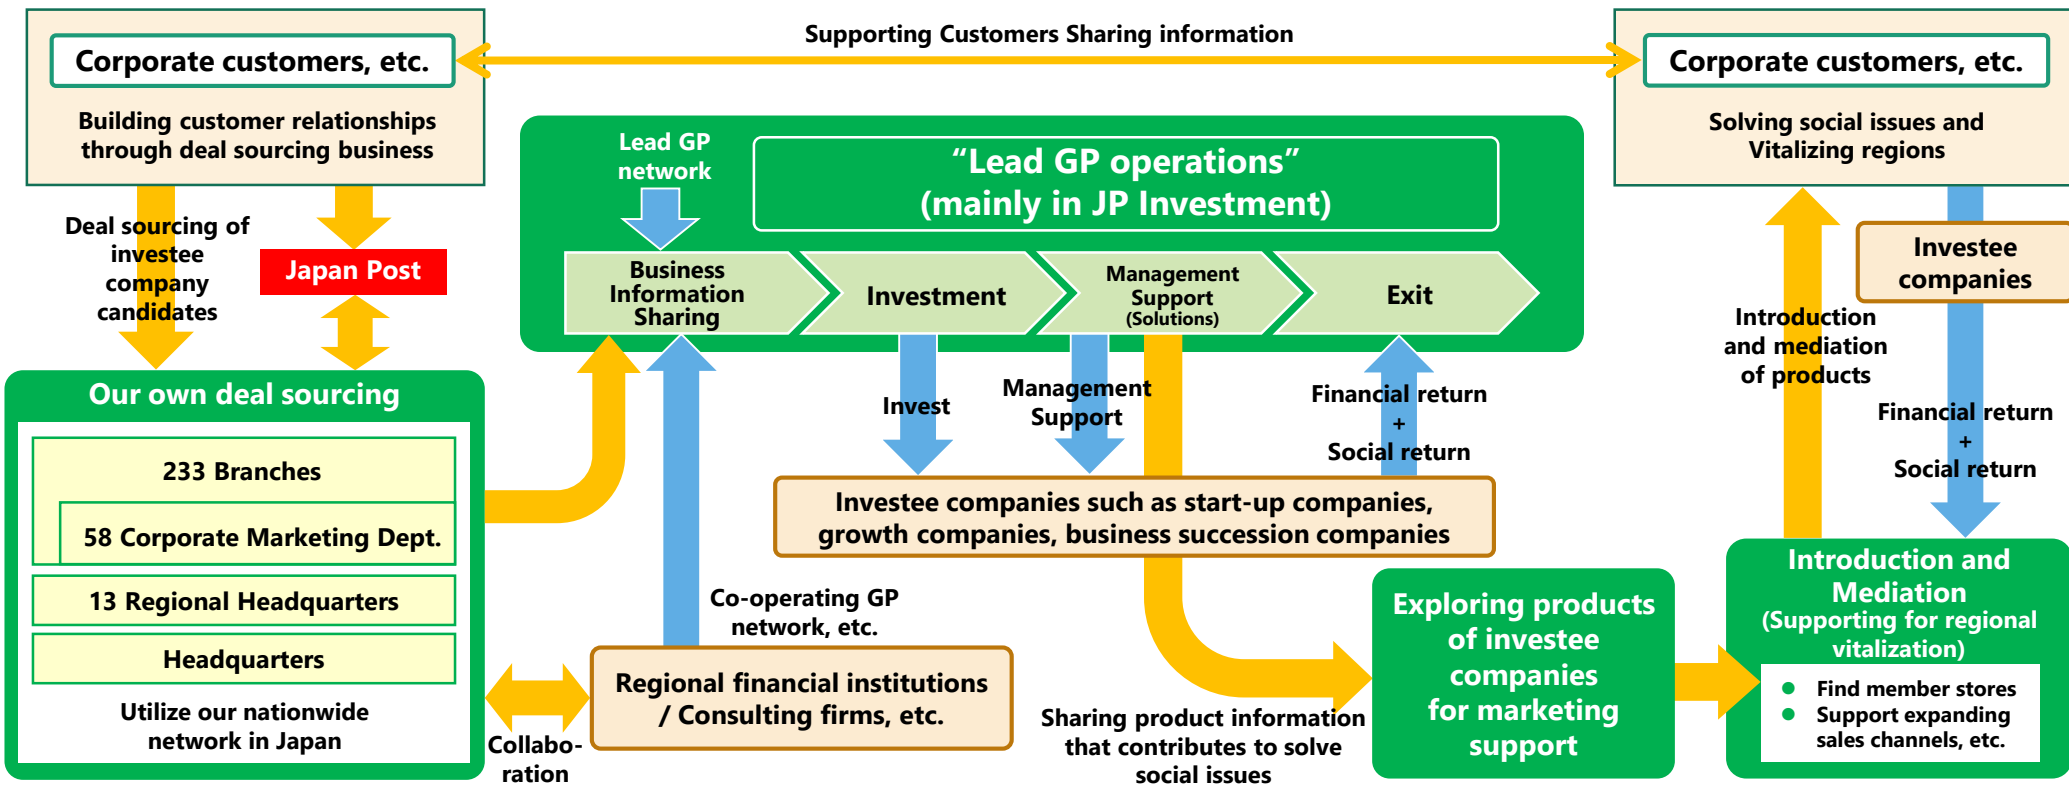 Supporting Customers Sharing information
Corporate customers, etc.
Building customer relationships
through deal sourcing business
Deal sourcing of
investee
company
candidates
Japan Post
Our own deal sourcing
233 Branches
58 Corporate Marketing Dept.
13 Regional Headquarters
Headquarters
Utilize our nationwide
network in Japan
Collabo-
ration
Lead GP
network
“Lead GP operations”
(mainly in JP Investment)
Business
Information
Sharing
Investment
Management
Support
(Solutions)
Exit
Invest
Management
Support
Financial return
+
Social return
Investee companies such as start-up companies,
growth companies, business succession companies
Co-operating GP
network, etc.
Regional financial institutions
/ Consulting firms, etc.
Sharing product information
that contributes to solve
social issues
Exploring products
of investee
companies
for marketing
support
Corporate customers, etc.
Solving social issues and
Vitalizing regions
Investee
companies
Introduction
and mediation
of products
Financial return
+
Social return
Introduction and
Mediation
(Supporting for regional
vitalization)
● Find member stores
● Support expanding
sales channels, etc.